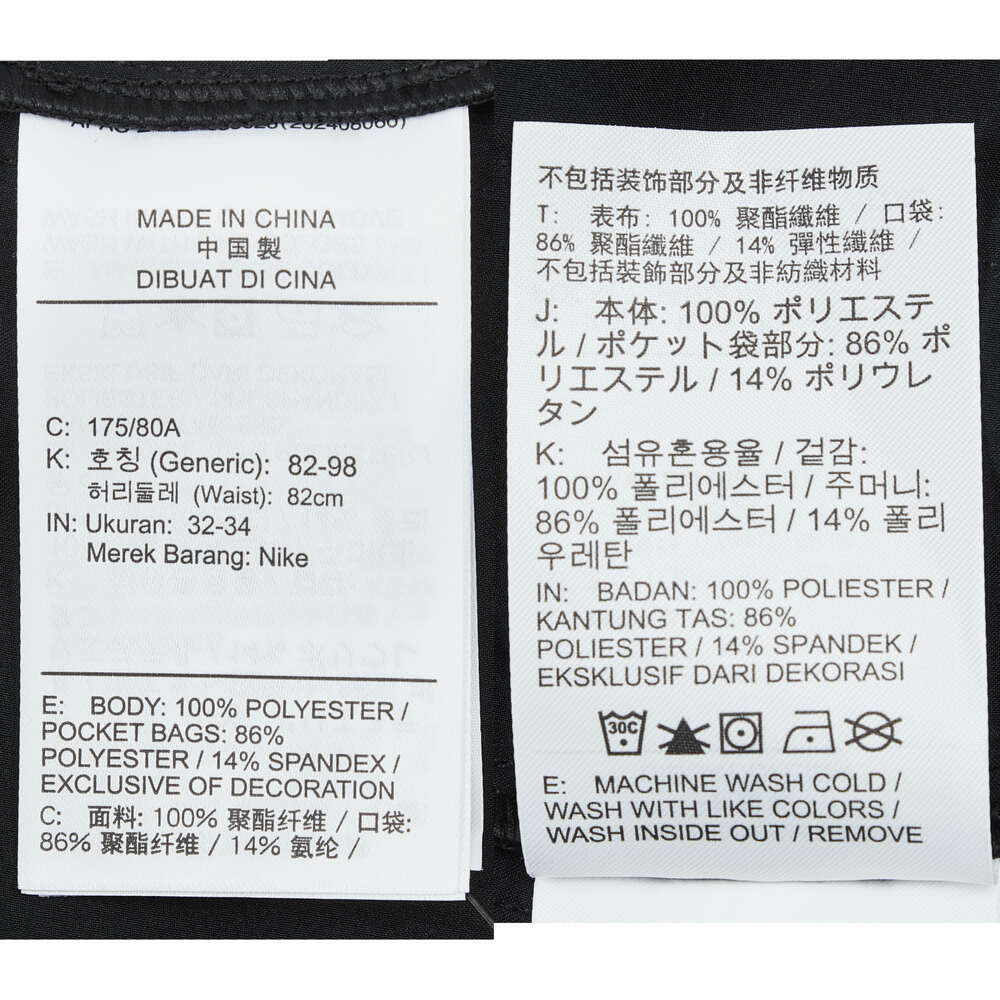 MADE IN CHINA
中国製
DIBUAT DI CINA
C: 175/80A
K: 호칭 (Generic): 82-98
허리둘레 (Waist): 82cm
IN: Ukuran: 32-34
Merek Barang: Nike
E: BODY: 100% POLYESTER /
POCKET BAGS: 86%
POLYESTER / 14% SPANDEX /
EXCLUSIVE OF DECORATION
C: 面料: 100% 聚酯纤维 / 口袋:
86% 聚酯纤维 / 14% 氨纶 /
不包括装饰部分及非纤维物质
T: 表布: 100% 聚酯纖維 / 口袋:
86% 聚酯纖維 / 14% 彈性纖維 /
不包括裝飾部分及非紡織材料
J: 本体: 100% ポリエステ
ル / ポケット袋部分: 86% ポ
リエステル / 14% ポリウレ
タン
K: 섬유혼용율 / 겉감:
100% 폴리에스터 / 주머니:
86% 폴리에스터 / 14% 폴리
우레탄
IN: BADAN: 100% POLIESTER /
KANTUNG TAS: 86%
POLIESTER / 14% SPANDEK /
EKSKLUSIF DARI DEKORASI
30C
E: MACHINE WASH COLD /
WASH WITH LIKE COLORS /
WASH INSIDE OUT / REMOVE